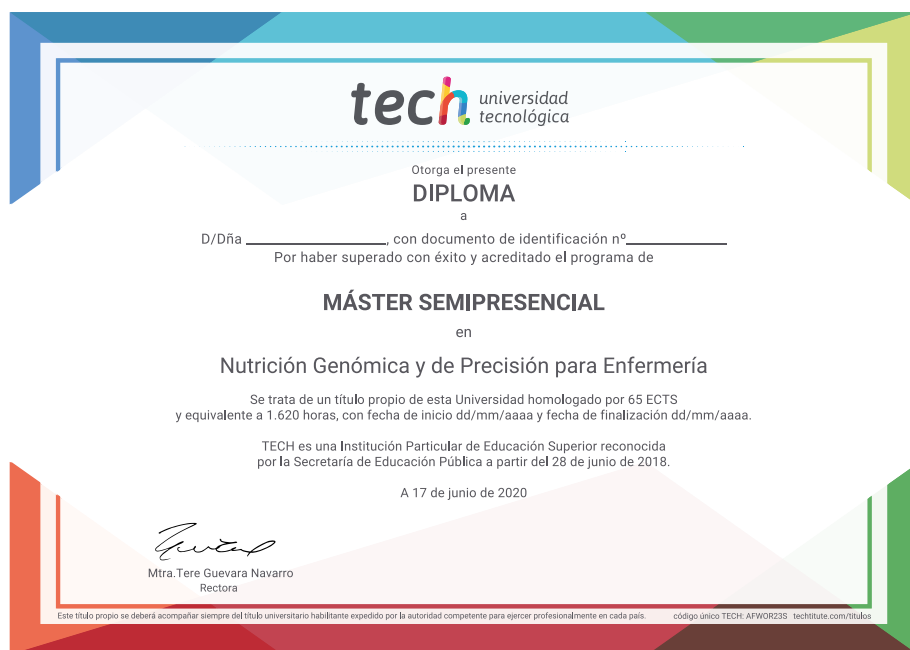 tech universidad
tecnológica
Otorga el presente
DIPLOMA
a
D/Dña ________________, con documento de identificación nº____________
Por haber superado con éxito y acreditado el programa de
MÁSTER SEMIPRESENCIAL
en
Nutrición Genómica y de Precisión para Enfermería
Se trata de un título propio de esta Universidad homologado por 65 ECTS
y equivalente a 1.620 horas, con fecha de inicio dd/mm/aaaa y fecha de finalización dd/mm/aaaa.
TECH es una Institución Particular de Educación Superior reconocida
por la Secretaría de Educación Pública a partir del 28 de junio de 2018.
A 17 de junio de 2020
Mtra.Tere Guevara Navarro
Rectora
Este título propio se deberá acompañar siempre del título universitario habilitante expedido por la autoridad competente para ejercer profesionalmente en cada país. código único TECH: AFWOR23S techtitute.com/titulos